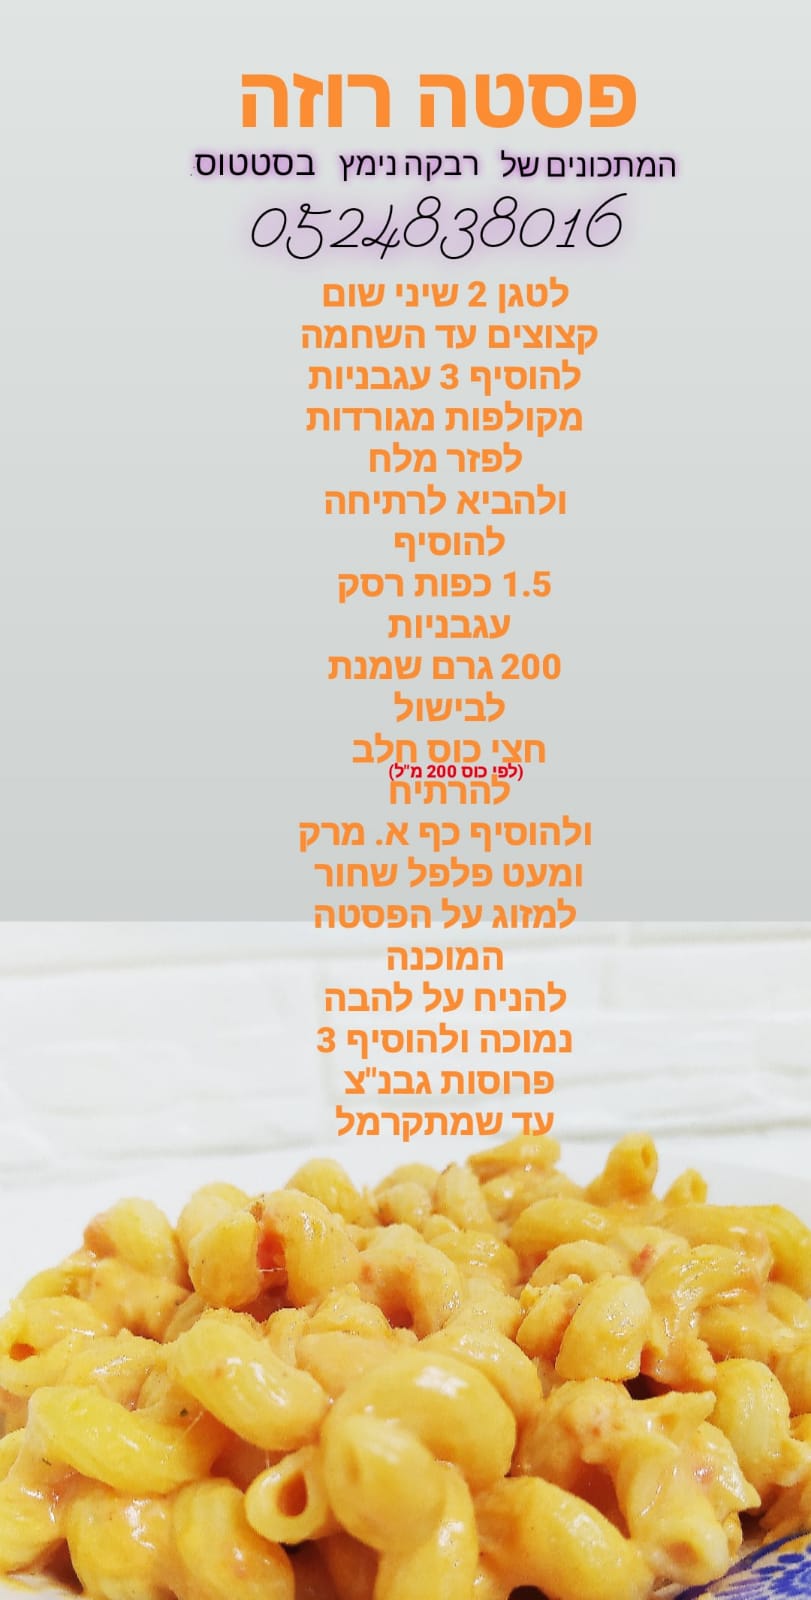 פסטה רוזה
המתכונים של רבקה נימץ בסטטוס
0524838016
לטגן 2 שיני שום
קצוצים עד השחמה
להוסיף 3 עגבניות
מקולפות מגורדות
לפזר מלח
ולהביא לרתיחה
להוסיף
1.5 כפות רסק
עגבניות
200 גרם שמנת
לבישול
חצי כוס חלב
(לפי כוס 200 מ"ל)
להרתיח
ולהוסיף כף א. מרק
ומעט פלפל שחור
למזוג על הפסטה
המוכנה
להניח על להבה
נמוכה ולהוסיף 3
פרוסות גבנ"צ
עד שמתקרמל